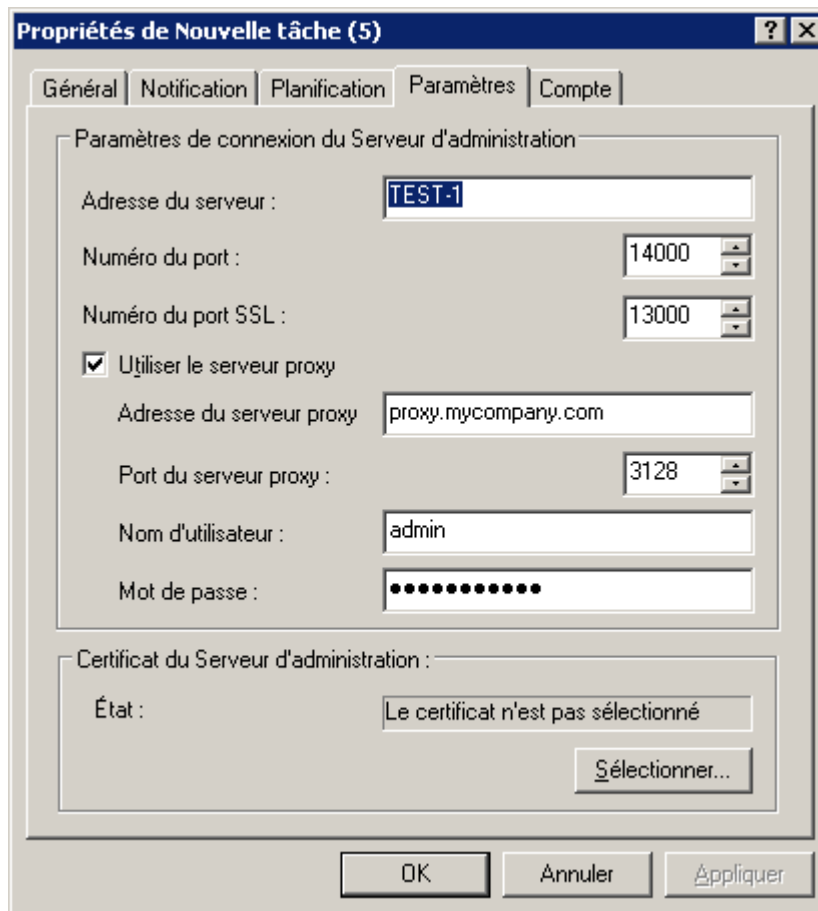 Propriétés de Nouvelle tâche (5)
Général Notification Planification Paramètres Compte
Paramètres de connexion du Serveur d'administration
Adresse du serveur : TEST-1
Numéro du port : 14000
Numéro du port SSL : 13000
Utiliser le serveur proxy
Adresse du serveur proxy proxy.mycompany.com
Port du serveur proxy : 3128
Nom d'utilisateur : admin
Mot de passe : ●●●●●●●●●●●
Certificat du Serveur d'administration :
État : Le certificat n'est pas sélectionné
Sélectionner...
OK Annuler Appliquer